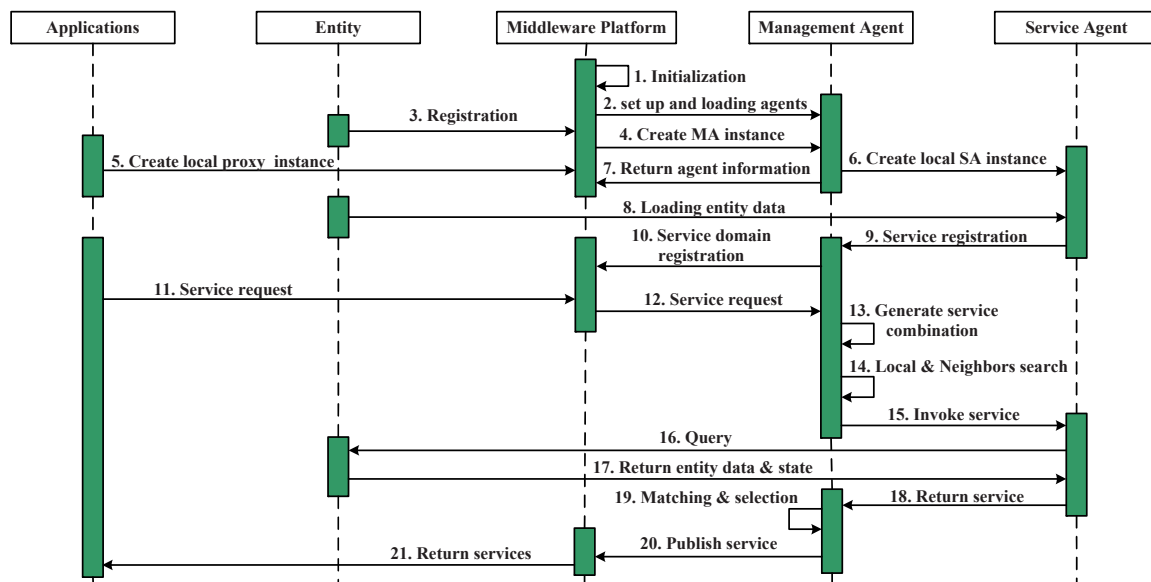 Applications
Entity
Middleware Platform
Management Agent
Service Agent
1. Initialization
2. set up and loading agents
3. Registration
4. Create MA instance
5. Create local proxy instance
6. Create local SA instance
7. Return agent information
8. Loading entity data
9. Service registration
10. Service domain
registration
11. Service request
12. Service request
13. Generate service
combination
14. Local & Neighbors search
15. Invoke service
16. Query
17. Return entity data & state
18. Return service
19. Matching & selection
20. Publish service
21. Return services